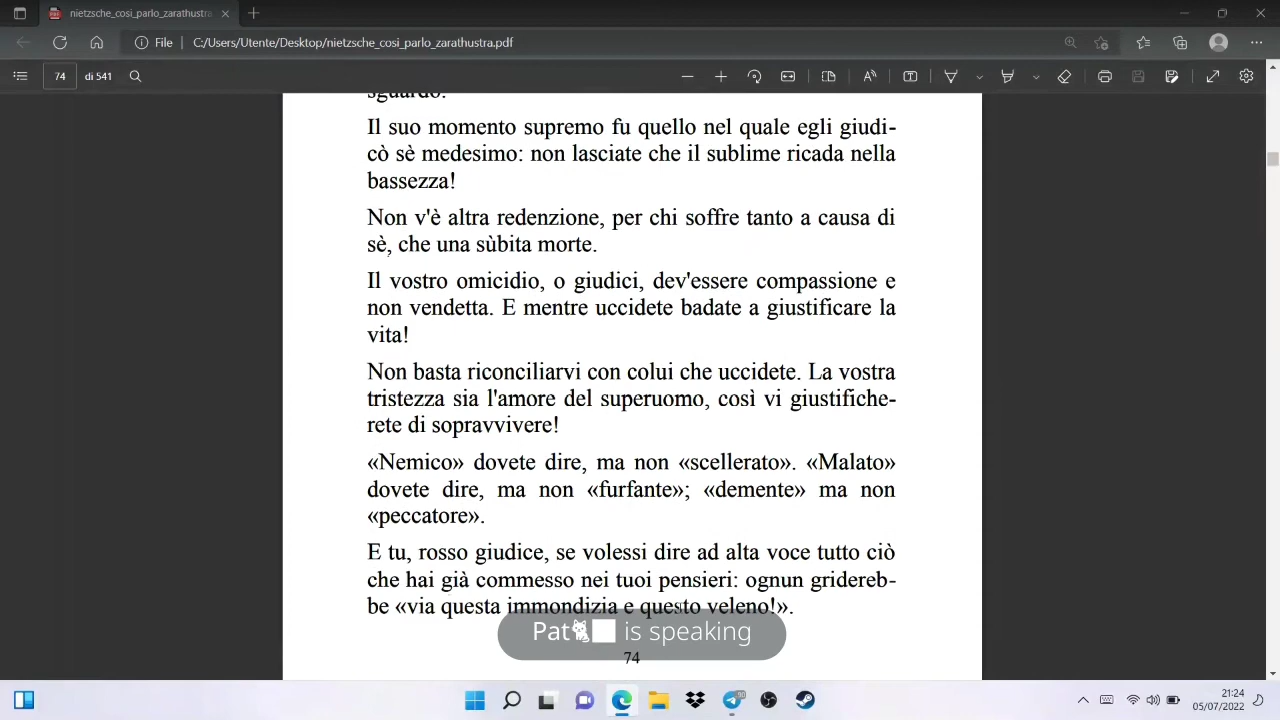 nietzsche_cosi_parlo_zarathustra
File
C:/Users/Utente/Desktop/nietzsche_cosi_parlo_zarathustra.pdf
74
di 541
sguardo.
Il suo momento supremo fu quello nel quale egli giudi-
cò sè medesimo: non lasciate che il sublime ricada nella
bassezza!
Non v'è altra redenzione, per chi soffre tanto a causa di
sè, che una sùbita morte.
Il vostro omicidio, o giudici, dev'essere compassione e
non vendetta. E mentre uccidete badate a giustificare la
vita!
Non basta riconciliarvi con colui che uccidete. La vostra
tristezza sia l'amore del superuomo, così vi giustifiche-
rete di sopravvivere!
«Nemico» dovete dire, ma non «scellerato». «Malato»
dovete dire, ma non «furfante»; «demente» ma non
«peccatore».
E tu, rosso giudice, se volessi dire ad alta voce tutto ciò
che hai già commesso nei tuoi pensieri: ognun griderеb-
be «via questa immondizia e questo veleno!».
Pat is speaking
74
21:24
05/07/2022